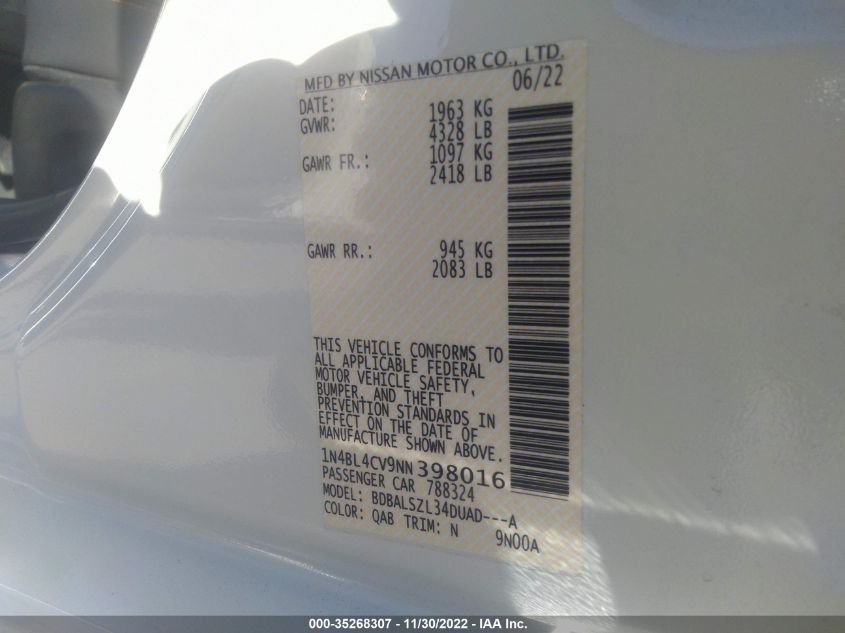 MFD BY NISSAN MOTOR CO., LTD.
DATE: 06/22
GVWR: 1963 KG
4328 LB
GAWR FR.: 1097 KG
2418 LB
GAWR RR.: 945 KG
2083 LB
THIS VEHICLE CONFORMS TO
ALL APPLICABLE FEDERAL
MOTOR VEHICLE SAFETY,
BUMPER, AND THEFT
PREVENTION STANDARDS IN
EFFECT ON THE DATE OF
MANUFACTURE SHOWN ABOVE.
1N4BL4CV9NN398016
PASSENGER CAR 788324
MODEL: BDBALSZL34DUAD---A
COLOR: QAB TRIM: N 9N00A
000-35268307 - 11/30/2022 - IAA Inc.